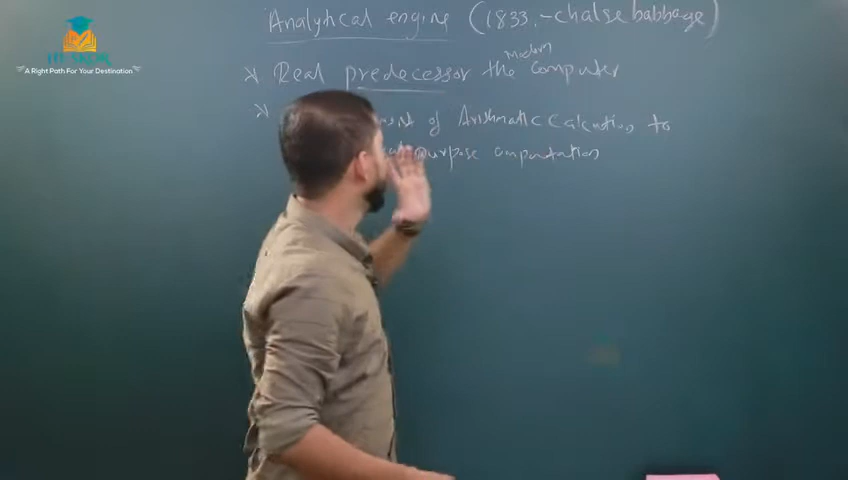 A Right Path For Your Destination
Analytical engine (1833.-chalse babbage)
* Real predecessor the modern computer
* of Arithmatic Calculation to
purpose computation